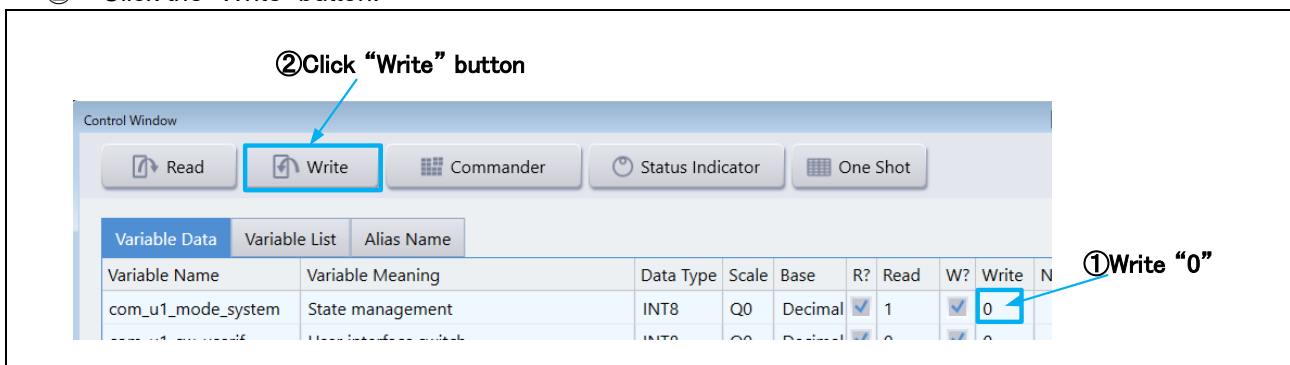 ②Click “Write” button
Control Window
Read Write Commander Status Indicator One Shot
Variable Data Variable List Alias Name
Variable Name Variable Meaning Data Type Scale Base R? Read W? Write N
①Write “0”
com_u1_mode_system State management INT8 Q0 Decimal 1 0